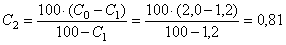 C₂ = 100·(C₀ − C₁) / 100 − C₁ = 100·(2,0 − 1,2) / 100 − 1,2 = 0,81